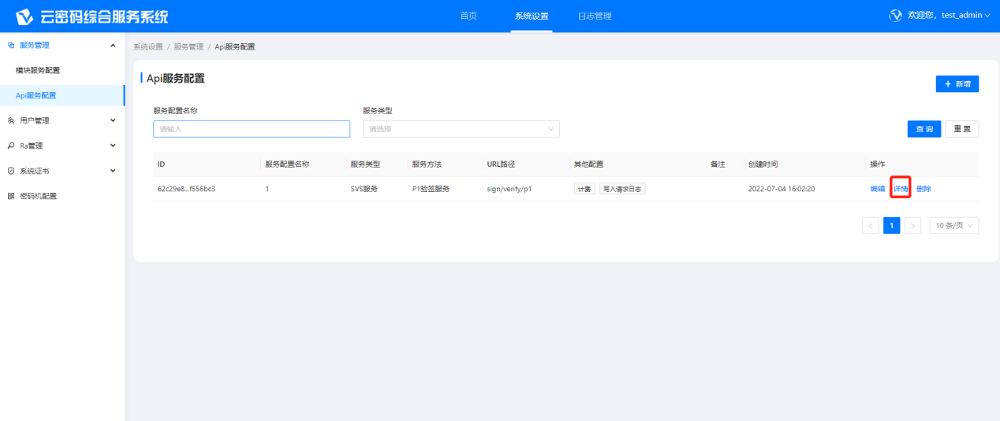 云密码综合服务系统
首页 系统设置 日志管理
欢迎您，test_admin
服务管理
模块服务配置
Api服务配置
用户管理
Ra管理
系统证书
密码机配置
系统设置 / 服务管理 / Api服务配置
Api服务配置
+ 新增
服务配置名称 服务类型
请输入 请选择 查 询 重 置
ID 服务配置名称 服务类型 服务方法 URL路径 其他配置 备注 创建时间 操作
62c29e8...f556bc3 1 SVS服务 P1验签服务 sign/verify/p1 计费 写入请求日志 2022-07-04 16:02:20 编辑 详情 删除
< 1 > 10 条/页